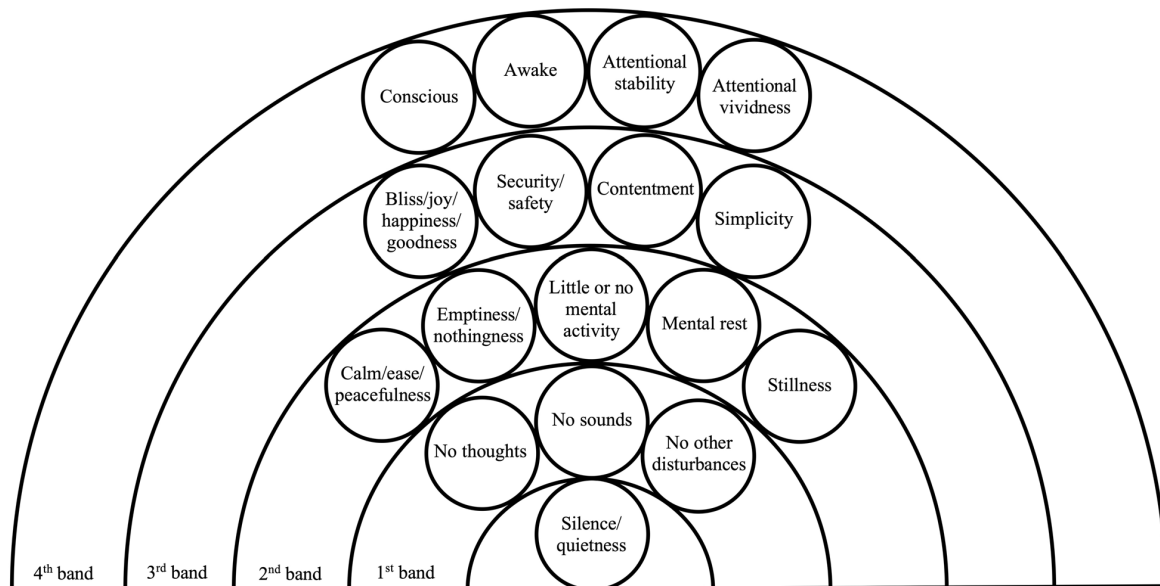 Conscious
Awake
Attentional
stability
Attentional
vividness
Bliss/joy/
happiness/
goodness
Security/
safety
Contentment
Simplicity
Calm/ease/
peacefulness
Emptiness/
nothingness
Little or no
mental
activity
Mental rest
Stillness
No thoughts
No sounds
No other
disturbances
Silence/
quietness
4th band
3rd band
2nd band
1st band